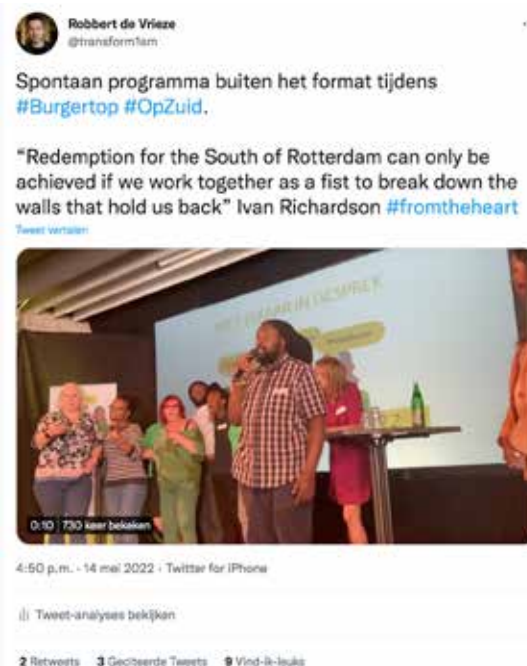 Robbert de Vrieze
@transform1am
Spontaan programma buiten het format tijdens
#Burgertop #OpZuid.
“Redemption for the South of Rotterdam can only be
achieved if we work together as a fist to break down the
walls that hold us back” Ivan Richardson #fromtheheart
Tweet vertalen
IN GESPREK
0:10 730 keer bekeken
4:50 p.m. · 14 mei 2022 · Twitter for iPhone
Tweet-analyses bekijken
2 Retweets 3 Geciteerde Tweets 9 Vind-ik-leuks